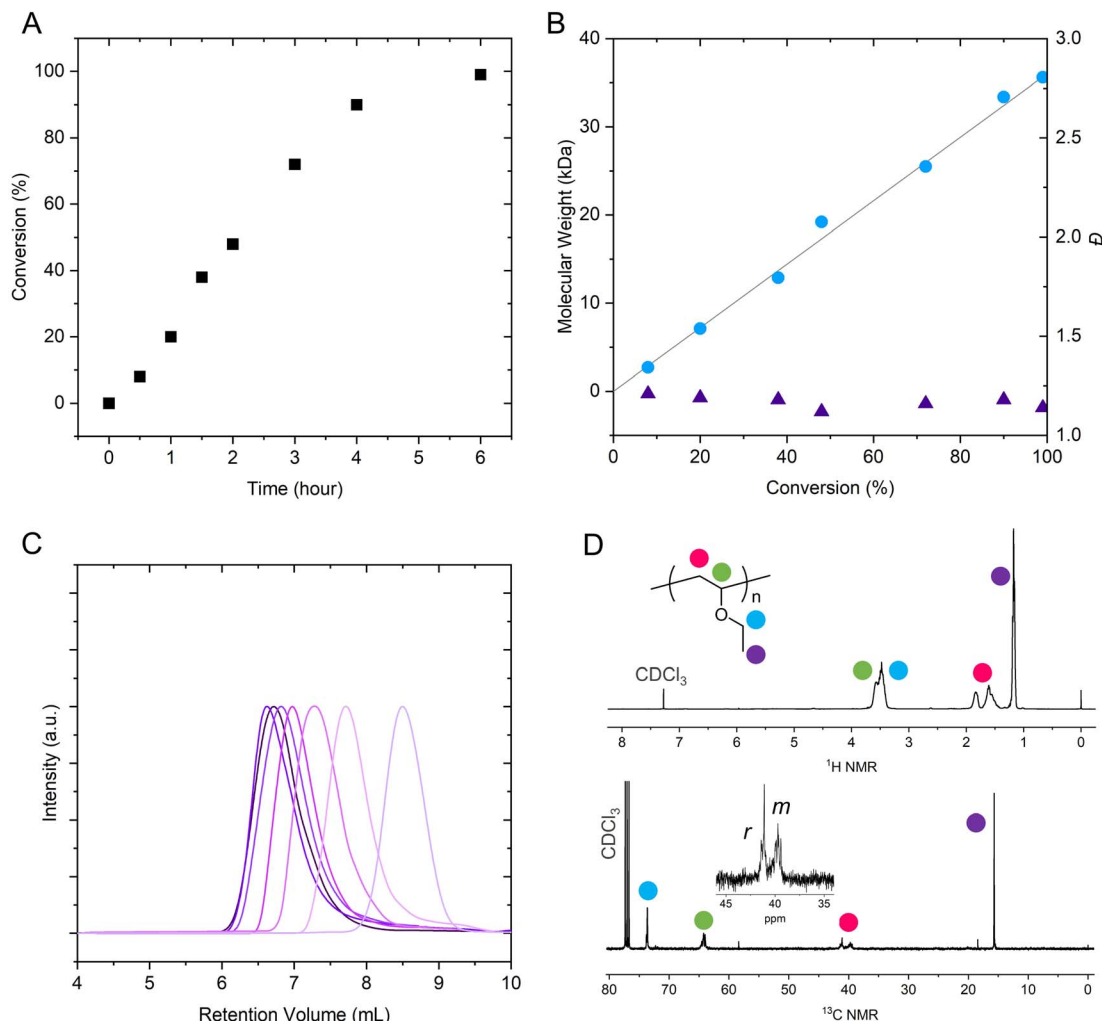 A
100
80
60
40
20
0
Conversion (%)
0 1 2 3 4 5 6
Time (hour)
B
40
30
20
10
0
Molecular Weight (kDa)
3.0
2.5
2.0
1.5
1.0
Đ
0 20 40 60 80 100
Conversion (%)
C
Intensity (a.u.)
4 5 6 7 8 9 10
Retention Volume (mL)
D
n
O
CDCl₃
8 7 6 5 4 3 2 1 0
¹H NMR
CDCl₃
r m
45 40 35
ppm
80 70 60 50 40 30 20 10 0
¹³C NMR